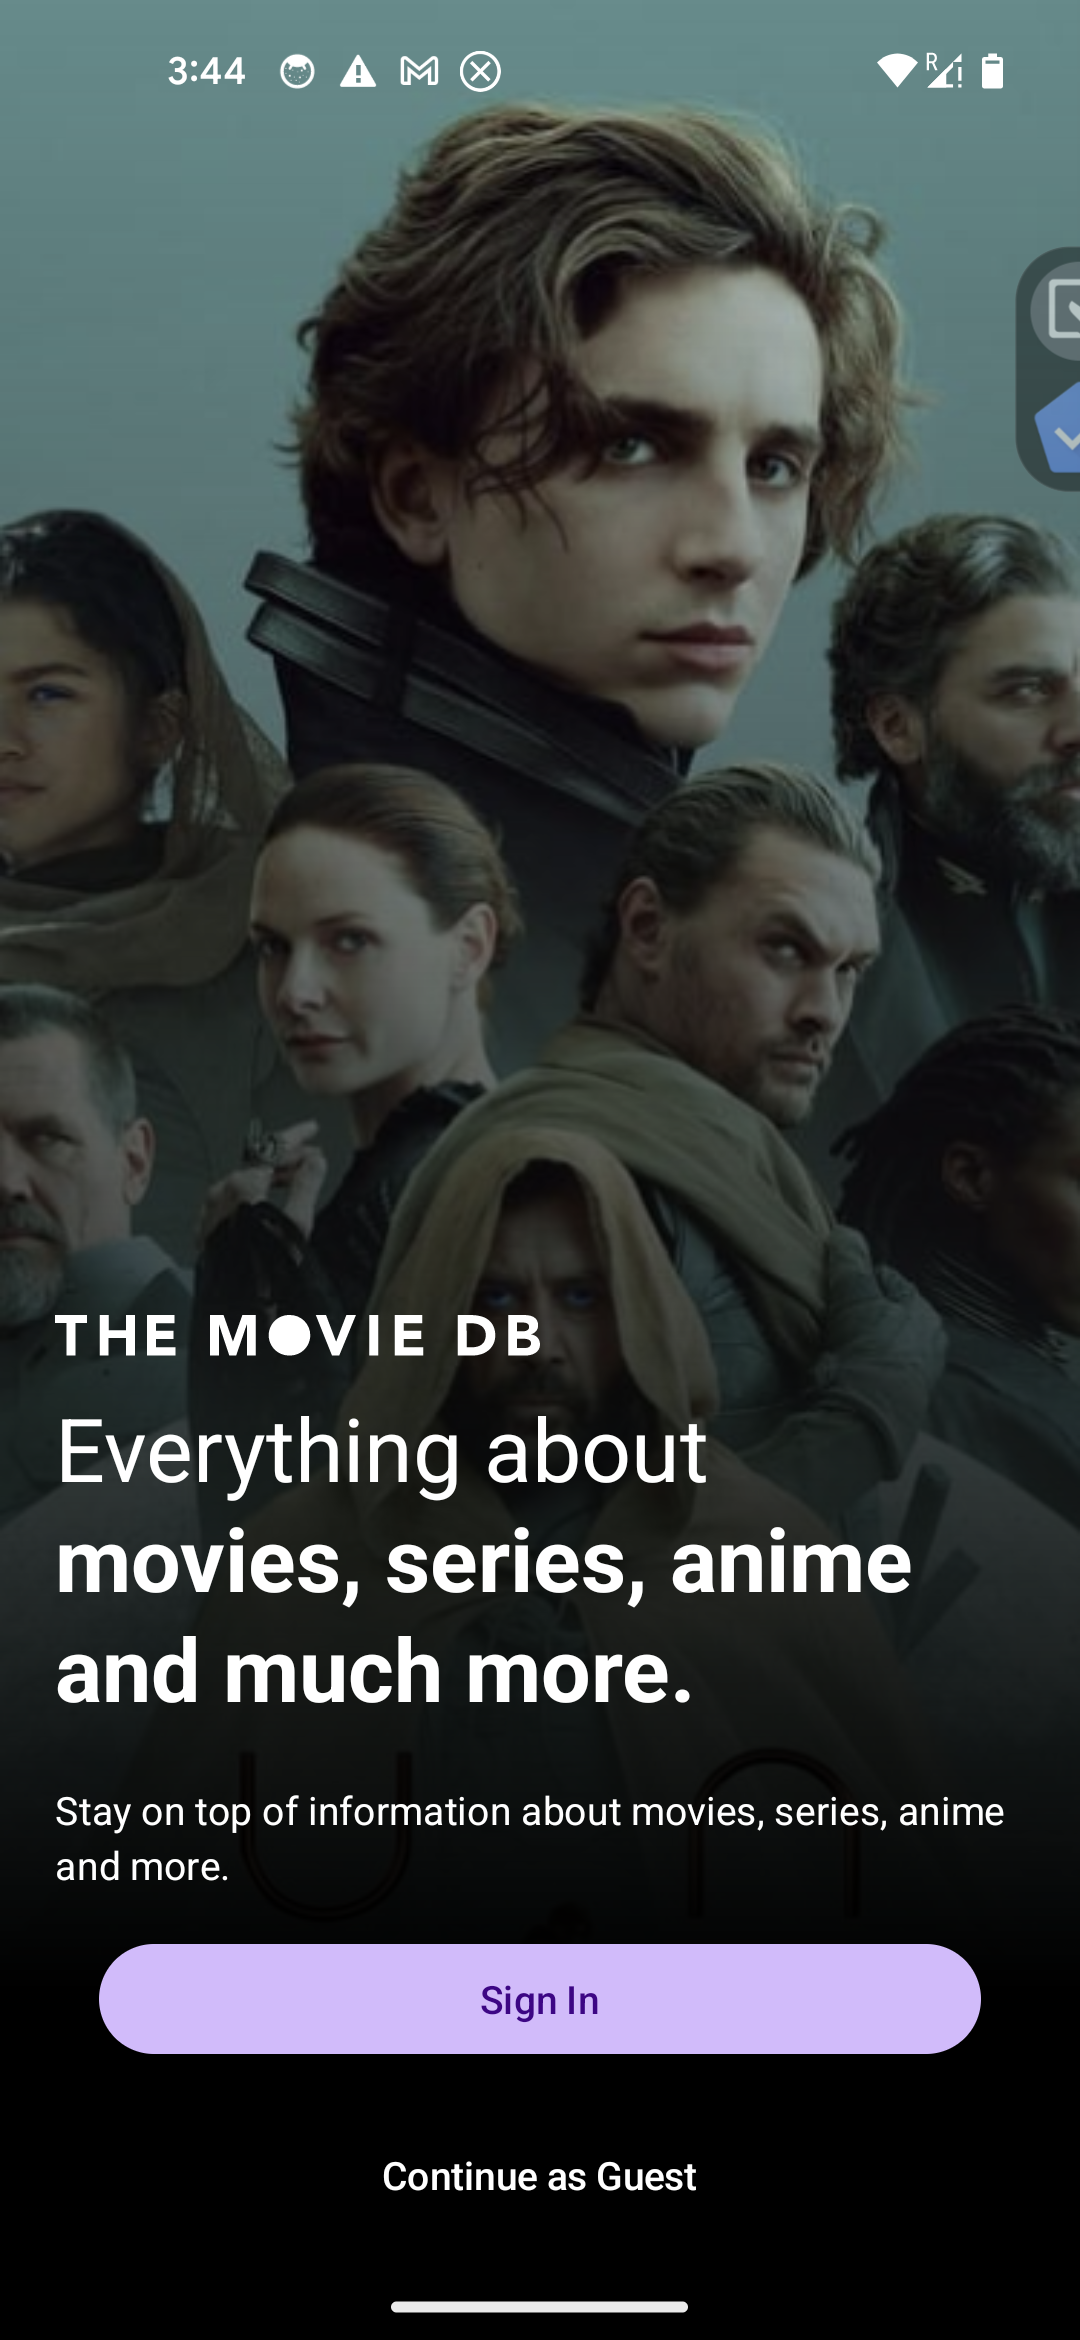 3:44
R
THE MOVIE DB
Everything about
movies, series, anime
and much more.
Stay on top of information about movies, series, anime
and more.
Sign In
Continue as Guest